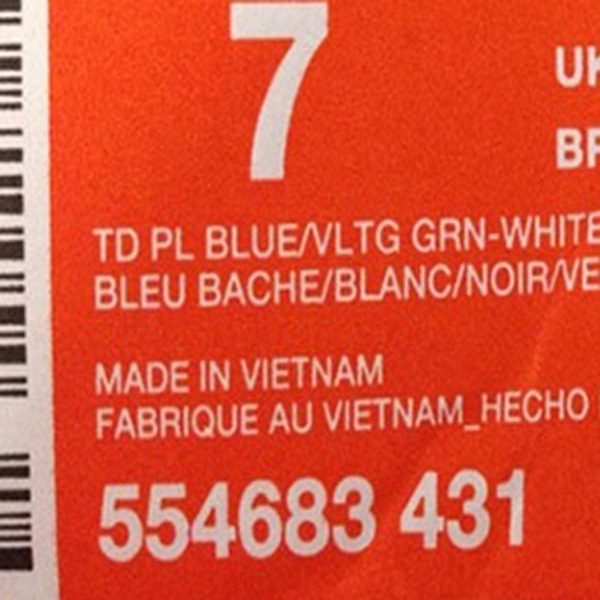 7
UK
TD PL BLUE/VLTG GRN-WHITE
BLEU BACHE/BLANC/NOIR/VE
MADE IN VIETNAM
FABRIQUE AU VIETNAM_HECHO
554683 431